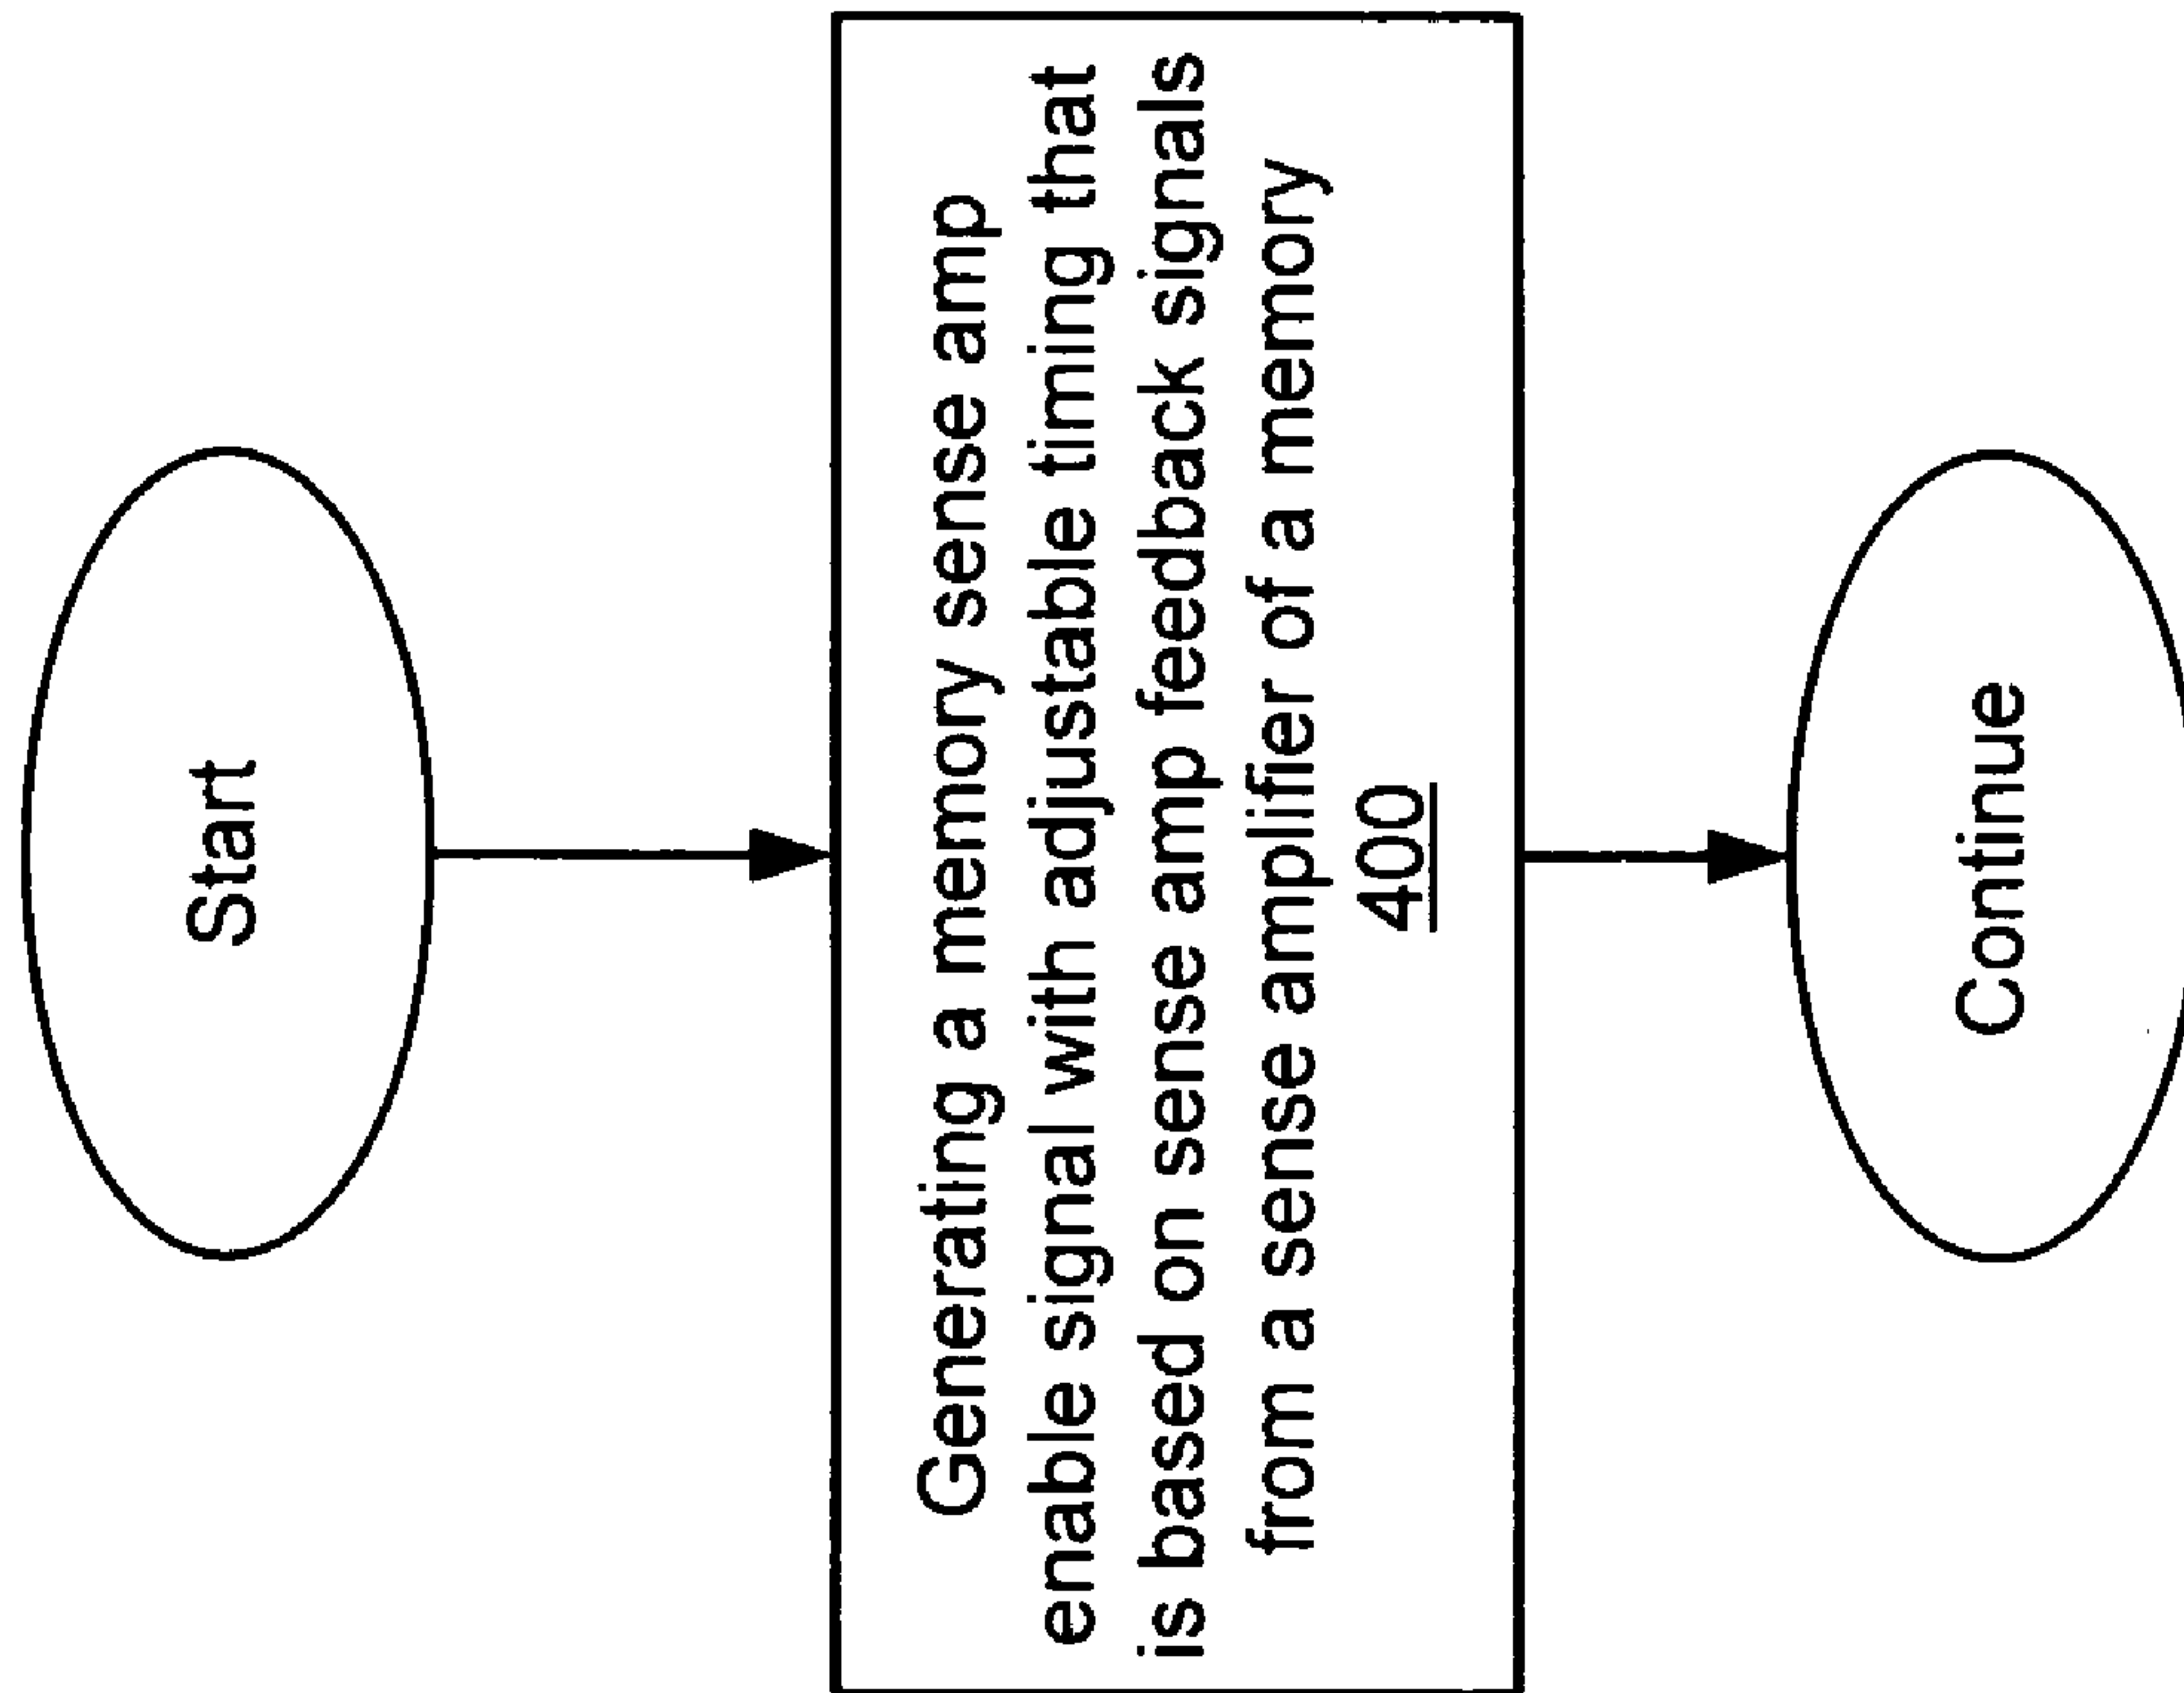 Start
Generating a memory sense amp
enable signal with adjustable timing that
is based on sense amp feedback signals
from a sense amplifier of a memory
400
Continue